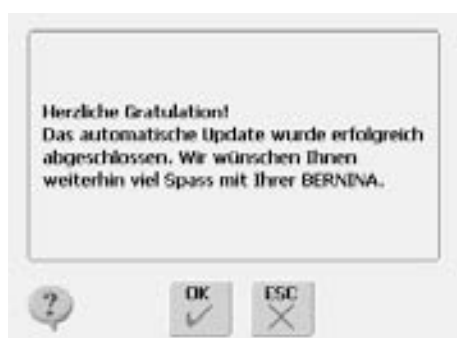 Herzliche Gratulation!
Das automatische Update wurde erfolgreich
abgeschlossen. Wir wünschen Ihnen
weiterhin viel Spass mit Ihrer BERNINA.
?
OK
ESC